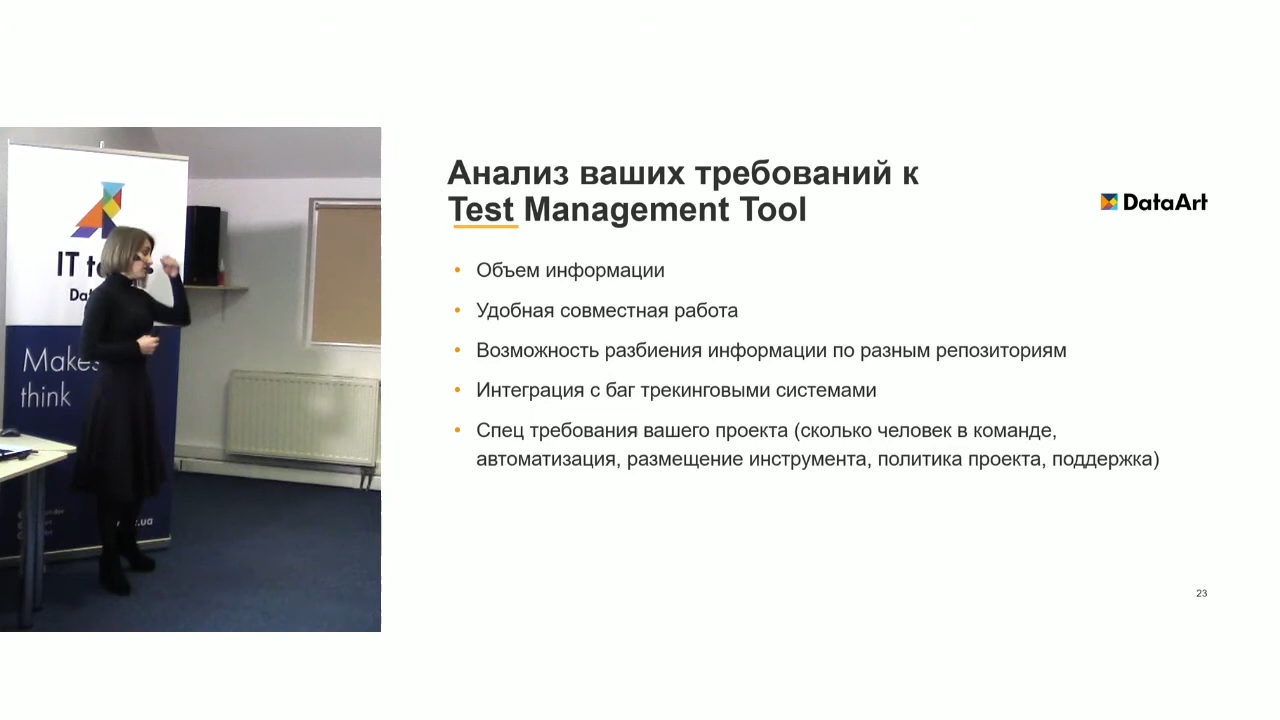 IT
Makes
think
Анализ ваших требований к
Test Management Tool
DataArt
• Объем информации
• Удобная совместная работа
• Возможность разбиения информации по разным репозиториям
• Интеграция с баг трекинговыми системами
• Спец требования вашего проекта (сколько человек в команде,
автоматизация, размещение инструмента, политика проекта, поддержка)
23